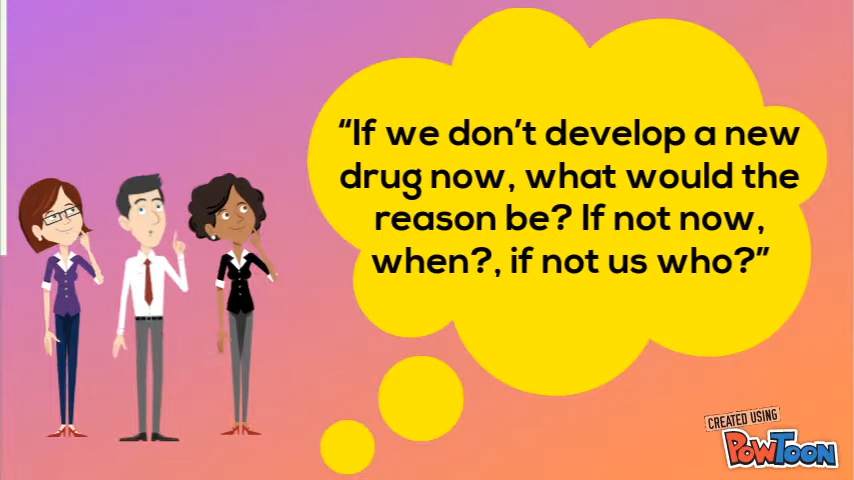 “If we don’t develop a new
drug now, what would the
reason be? If not now,
when?, if not us who?”
CREATED USING
POWTOON